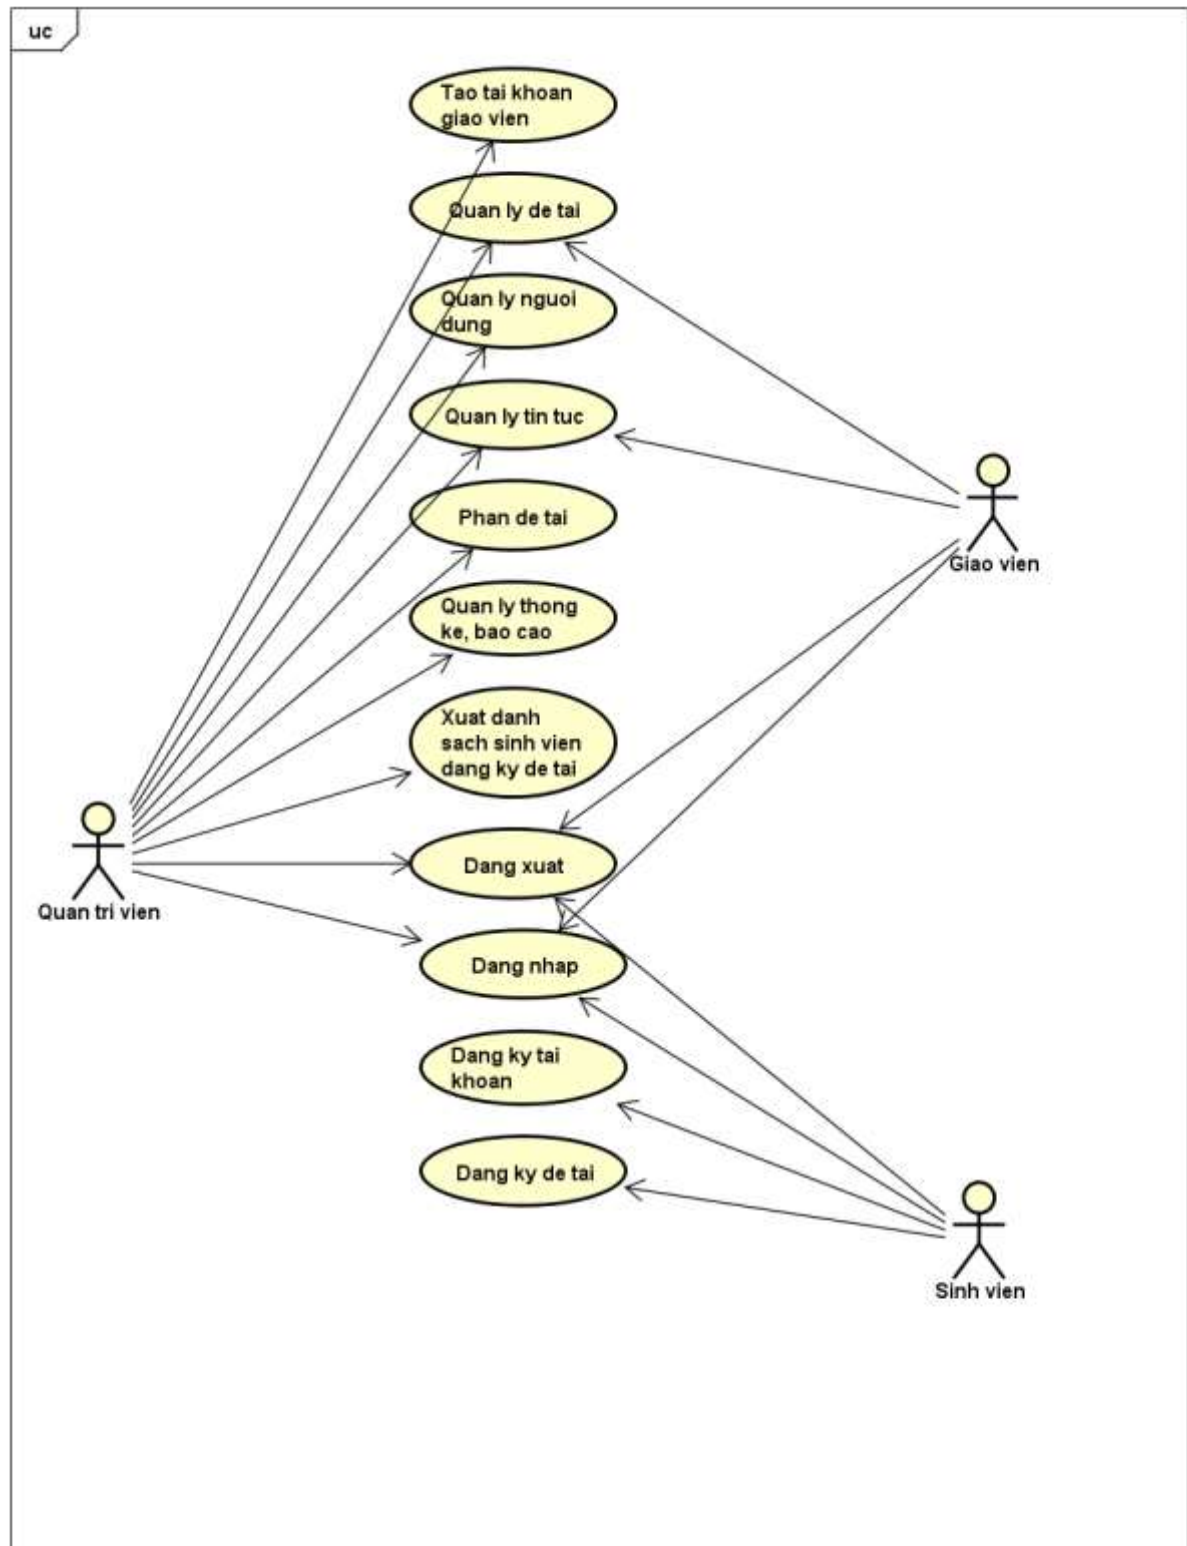 uc
Tao tai khoan
giao vien
Quan ly de tai
Quan ly nguoi
dung
Quan ly tin tuc
Phan de tai
Giao vien
Quan ly thong
ke, bao cao
Xuat danh
sach sinh vien
dang ky de tai
Dang xuat
Quan tri vien
Dang nhap
Dang ky tai
khoan
Dang ky de tai
Sinh vien